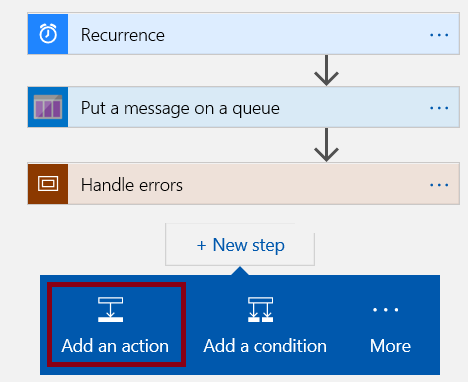 Recurrence
Put a message on a queue
Handle errors
+ New step
Add an action
Add a condition
More